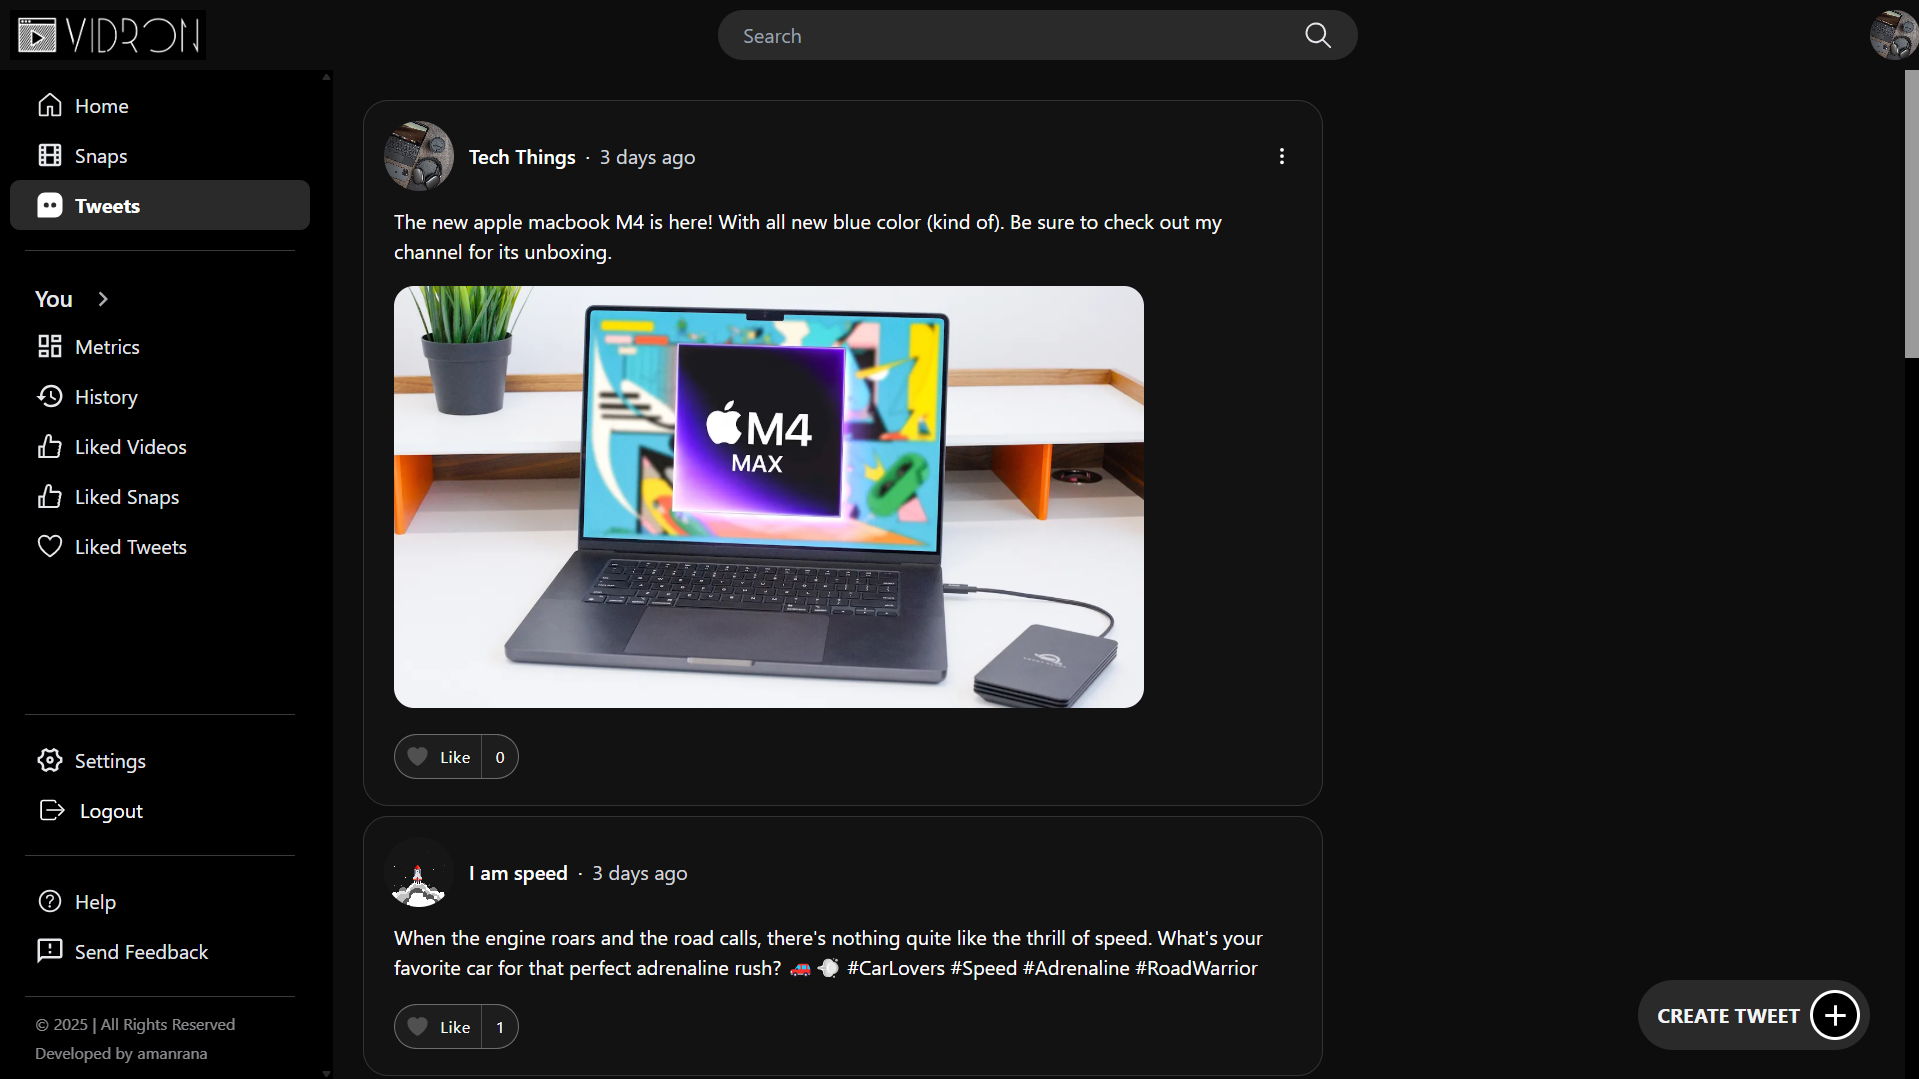 VIDRON
Search
Home
Snaps
Tweets
You
Metrics
History
Liked Videos
Liked Snaps
Liked Tweets
Settings
Logout
Help
Send Feedback
© 2025 | All Rights Reserved
Developed by amanrana
Tech Things · 3 days ago
The new apple macbook M4 is here! With all new blue color (kind of). Be sure to check out my
channel for its unboxing.
M4
MAX
Like 0
I am speed · 3 days ago
When the engine roars and the road calls, there's nothing quite like the thrill of speed. What's your
favorite car for that perfect adrenaline rush? 🚗 💨 #CarLovers #Speed #Adrenaline #RoadWarrior
Like 1
CREATE TWEET